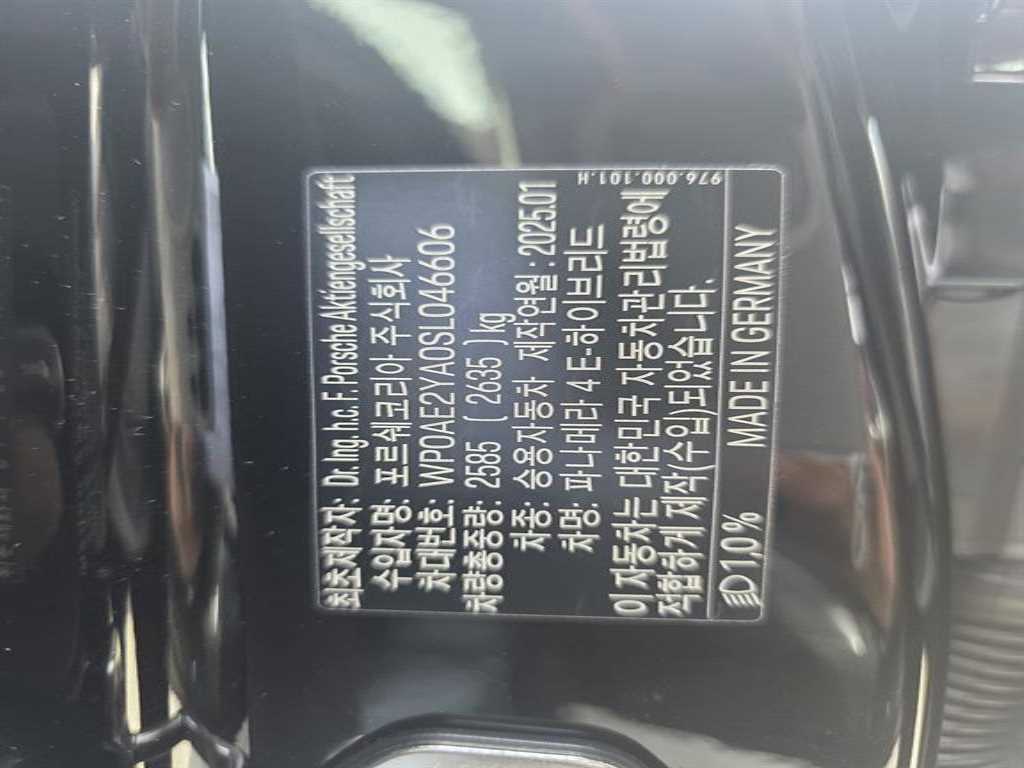 최초제작자: Dr. Ing. h.c. F. Porsche Aktiengesellschaft
수입자명: 포르쉐코리아 주식회사
차대번호: WP0AE2YA0SL046606
차량총중량: 2585 ( 2635 ) kg
차종: 승용자동차 제작연월 : 2025.01
차명: 파나메라 4 E-하이브리드
976.000.101.H
이 자동차는 대한민국 자동차관리법령에
적합하게 제작(수입)되었습니다.
1.0% MADE IN GERMANY